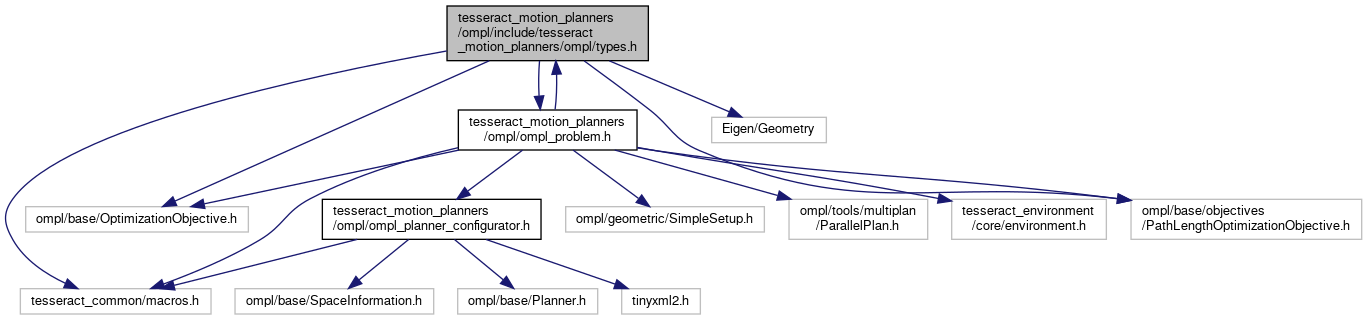 tesseract_motion_planners
/ompl/include/tesseract
_motion_planners/ompl/types.h
tesseract_motion_planners
/ompl/ompl_problem.h
Eigen/Geometry
ompl/base/OptimizationObjective.h
tesseract_motion_planners
/ompl/ompl_planner_configurator.h
ompl/geometric/SimpleSetup.h
ompl/tools/multiplan
/ParallelPlan.h
tesseract_environment
/core/environment.h
ompl/base/objectives
/PathLengthOptimizationObjective.h
tesseract_common/macros.h
ompl/base/SpaceInformation.h
ompl/base/Planner.h
tinyxml2.h